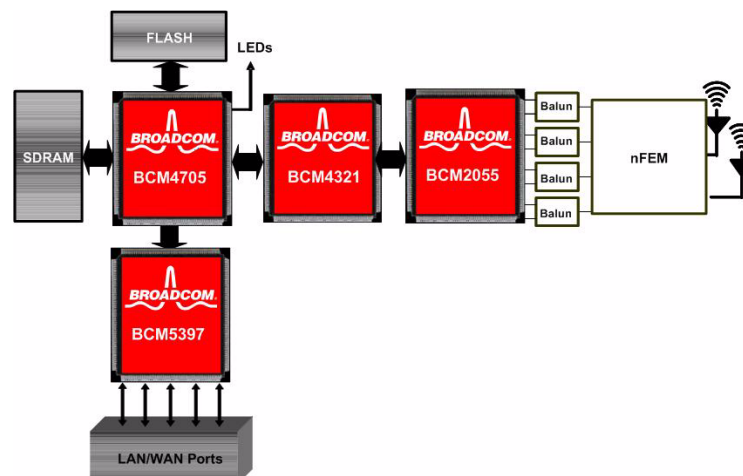 FLASH
LEDs
SDRAM
BROADCOM®
BCM4705
BROADCOM®
BCM4321
BROADCOM®
BCM2055
Balun
Balun
Balun
Balun
nFEM
BROADCOM®
BCM5397
LAN/WAN Ports